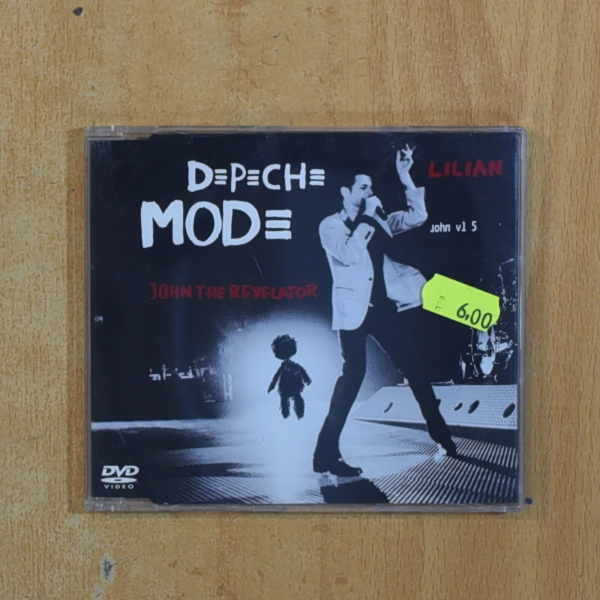 DEPECHE
MODE
LILIAN
John v1 5
JOHN THE REVELATOR
6,00
DVD
VIDEO